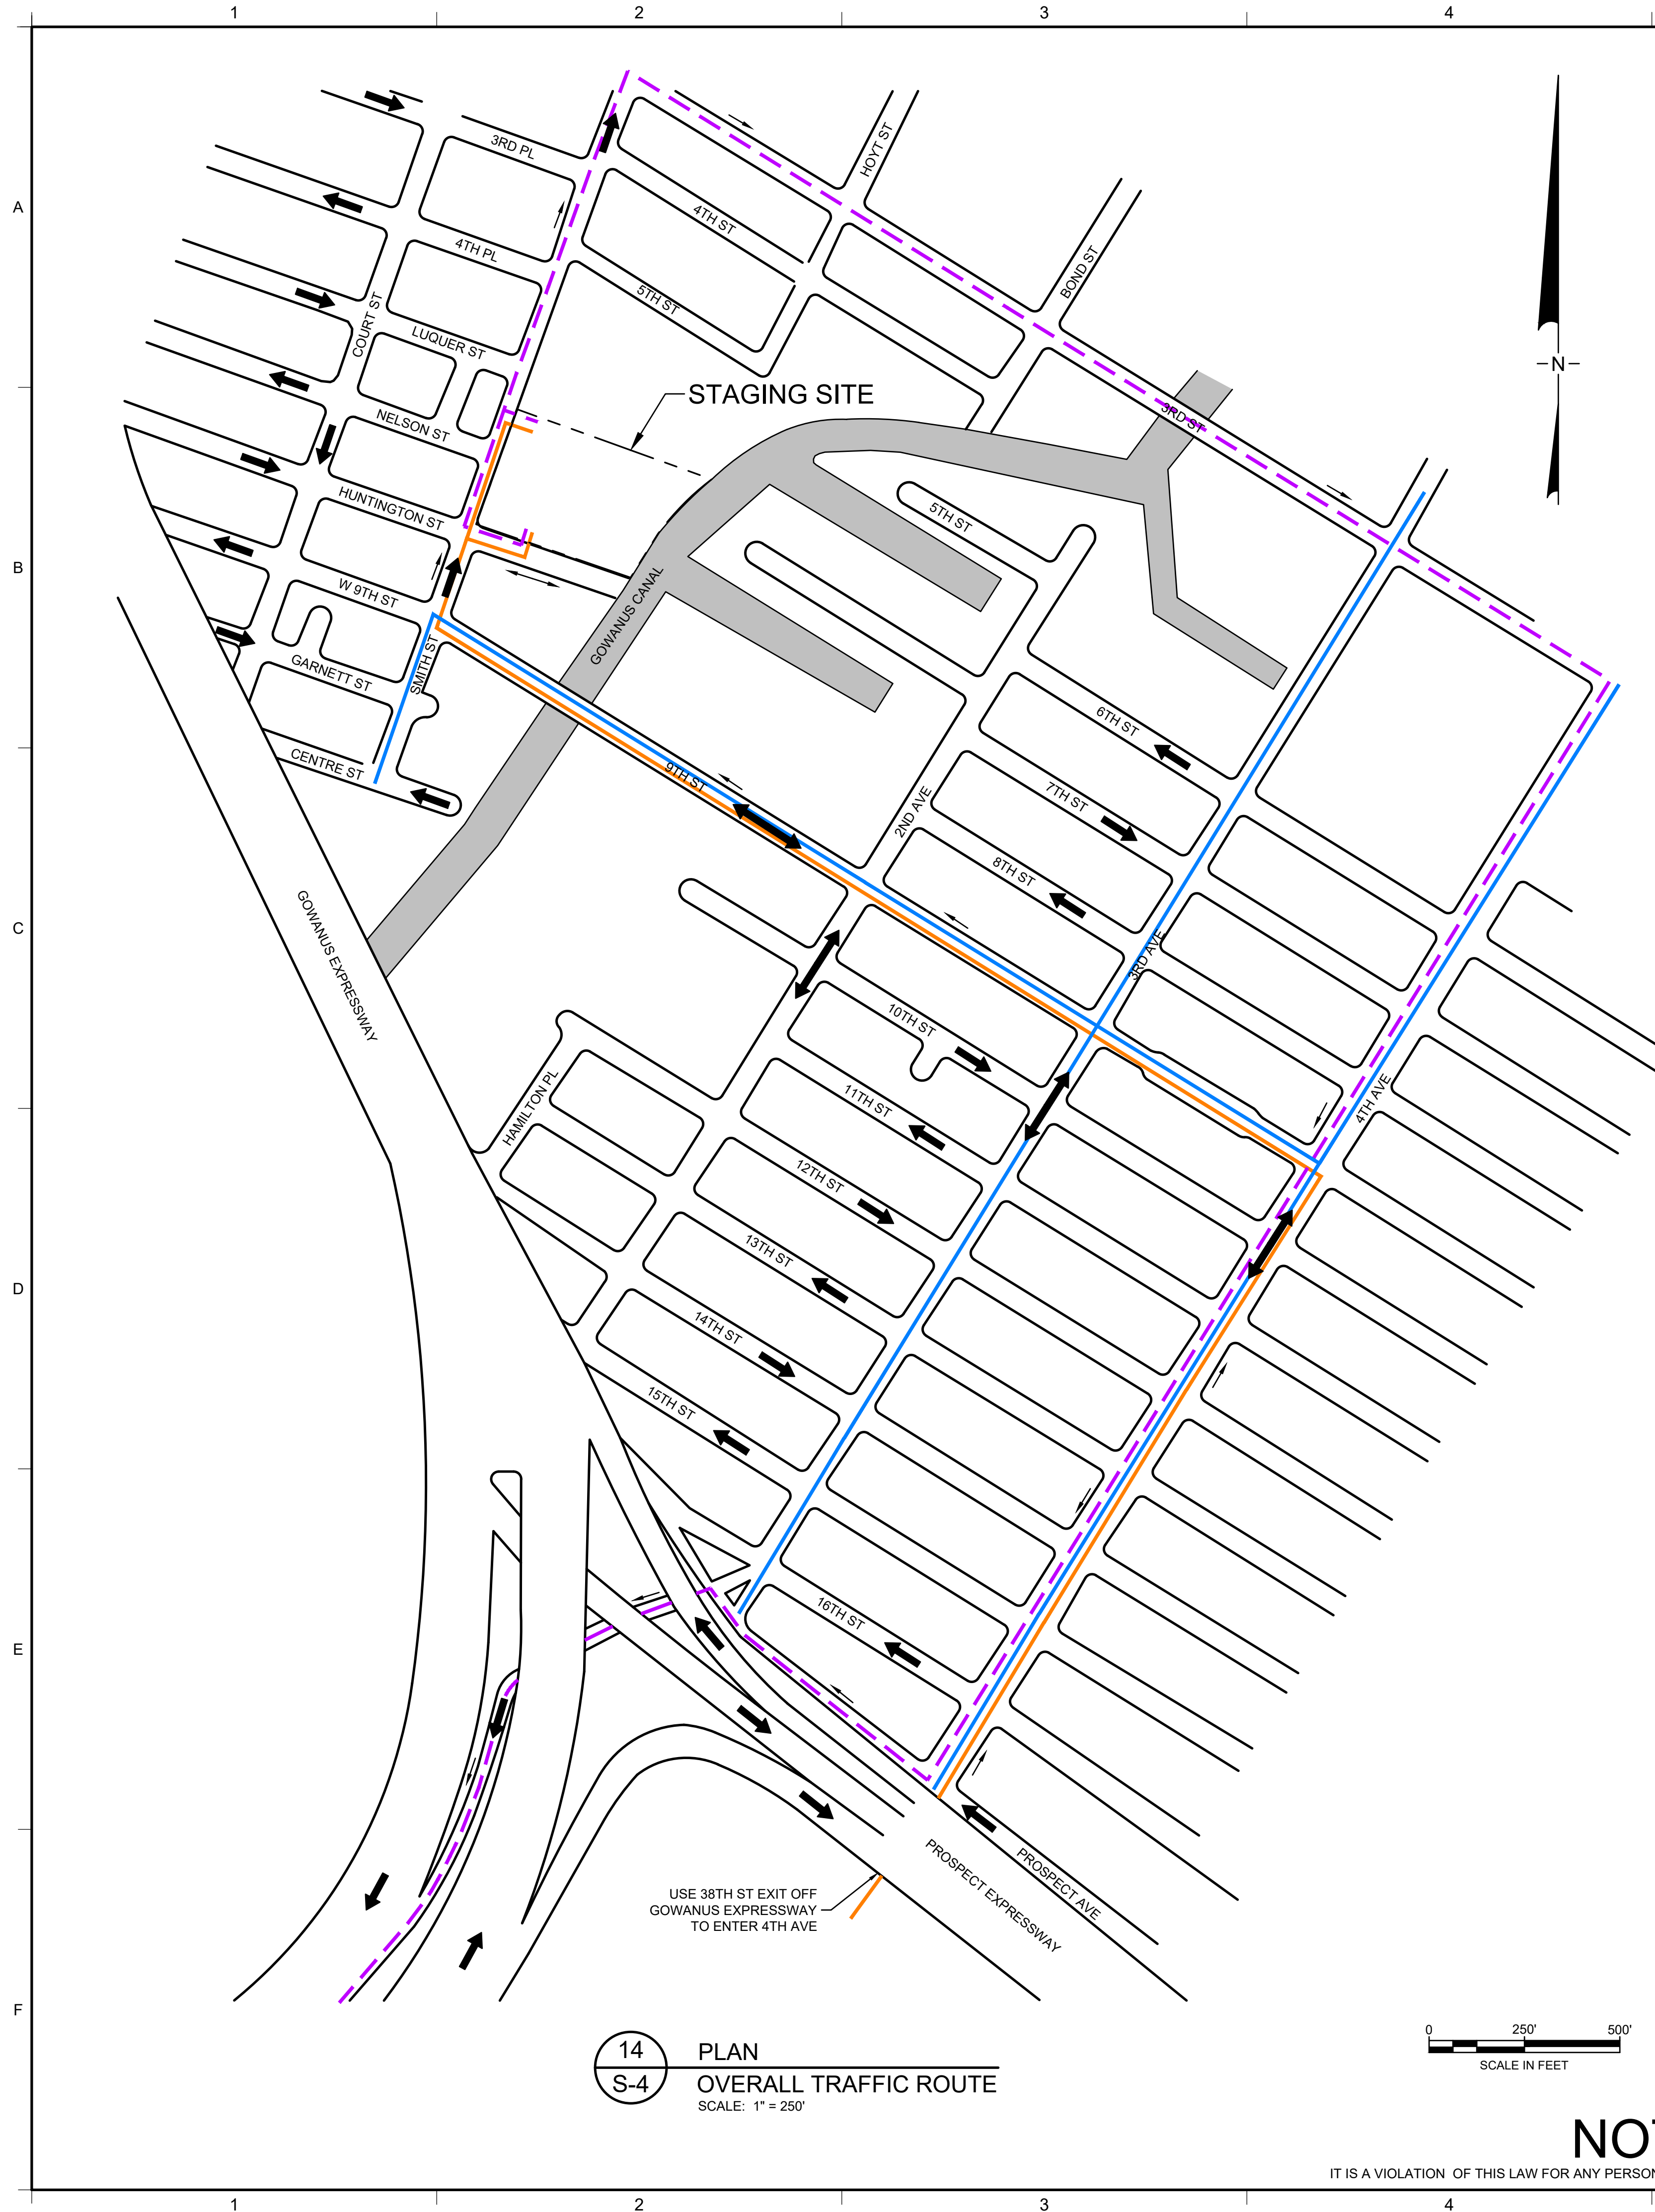 1 2 3 4
A
B
C
D
E
F
3RD PL
HOYT ST
4TH ST
4TH PL
BOND ST
5TH ST
COURT ST
LUQUER ST
STAGING SITE
NELSON ST
3RD ST
HUNTINGTON ST
5TH ST
W 9TH ST
GOWANUS CANAL
SMITH ST
GARNETT ST
6TH ST
CENTRE ST
9TH ST
7TH ST
2ND AVE
8TH ST
GOWANUS EXPRESSWAY
3RD AVE
10TH ST
HAMILTON PL
11TH ST
4TH AVE
12TH ST
13TH ST
14TH ST
15TH ST
16TH ST
-N-
PROSPECT AVE
PROSPECT EXPRESSWAY
USE 38TH ST EXIT OFF
GOWANUS EXPRESSWAY
TO ENTER 4TH AVE
14
S-4
PLAN
OVERALL TRAFFIC ROUTE
SCALE: 1" = 250'
0 250' 500'
SCALE IN FEET
IT IS A VIOLATION OF THIS LAW FOR ANY PERSON
1 2 3 4